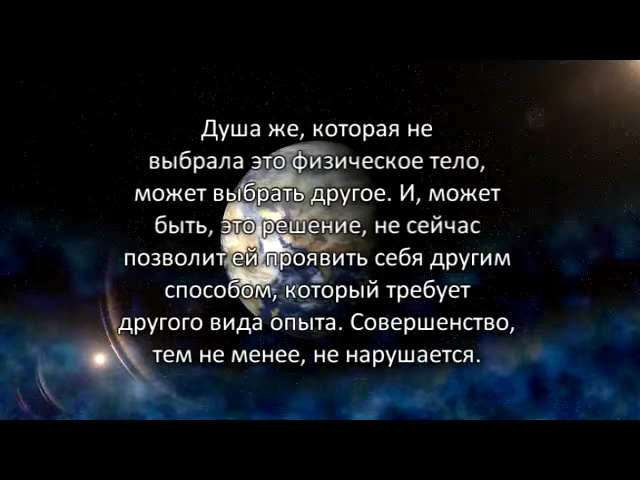 Душа же, которая не
выбрала это физическое тело,
может выбрать другое. И, может
быть, это решение, не сейчас
позволит ей проявить себя другим
способом, который требует
другого вида опыта. Совершенство,
тем не менее, не нарушается.